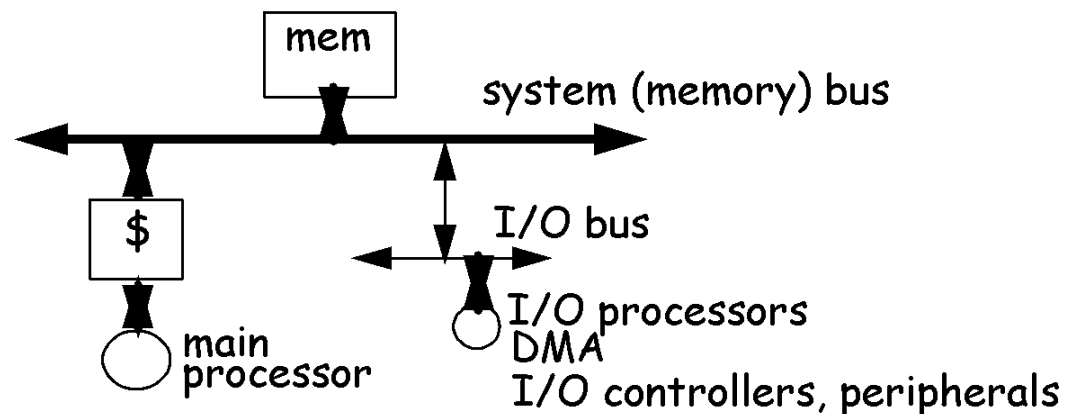 mem
system (memory) bus
$
I/O bus
main
processor
I/O processors
DMA
I/O controllers, peripherals